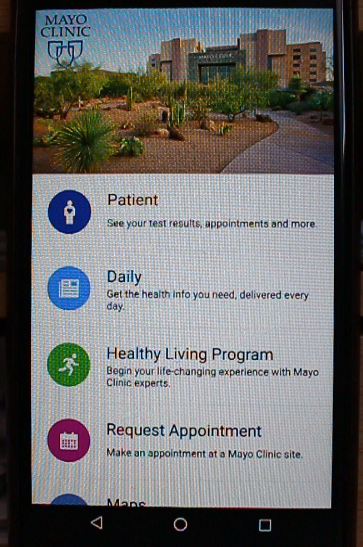 MAYO
CLINIC
MAYO CLINIC
Patient
See your test results, appointments and more.
Daily
Get the health info you need, delivered every
day.
Healthy Living Program
Begin your life-changing experience with Mayo
Clinic experts.
Request Appointment
Make an appointment at a Mayo Clinic site.
Maps